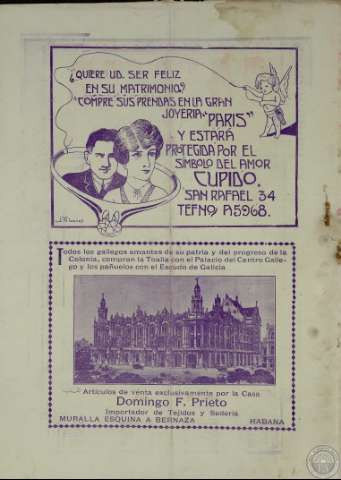 ¿QUIERE UD. SER FELIZ
EN SU MATRIMONIO?
COMPRE SUS PRENDAS EN LA GRAN
JOYERIA "PARIS"
Y ESTARÁ
PROTEGIDA POR EL
SIMBOLO DEL AMOR
CUPIDO.
SAN RAFAEL 34
TEFNO A5968.
Todos los gallegos amantes de su patria y del progreso de la
Colonia, compran la Toalla con el Palacio del Centro Galle-
go y los pañuelos con el Escudo de Galicia
Artículos de venta exclusivamente por la Casa
Domingo F. Prieto
Importador de Tejidos y Sedería
MURALLA ESQUINA A BERNAZA HABANA